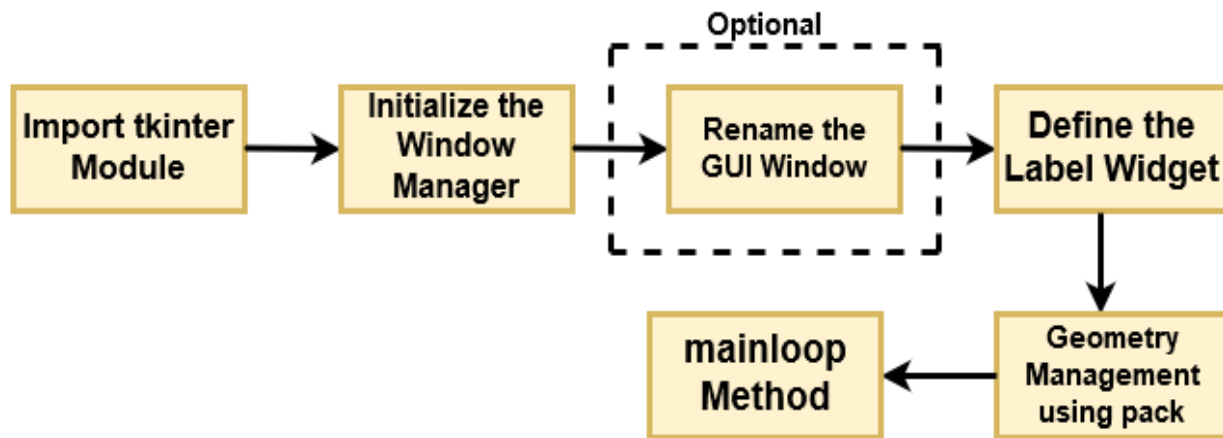 Optional
Import tkinter
Module
Initialize the
Window
Manager
Rename the
GUI Window
Define the
Label Widget
Geometry
Management
using pack
mainloop
Method